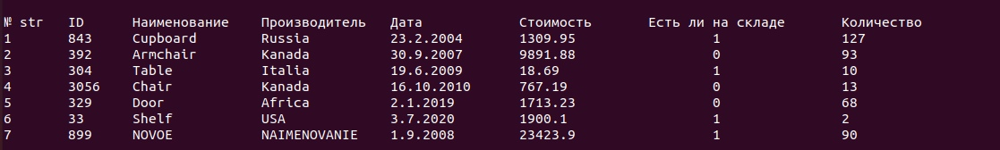 № str ID Наименование Производитель Дата Стоимость Есть ли на складе Количество
1 843 Cupboard Russia 23.2.2004 1309.95 1 127
2 392 Armchair Kanada 30.9.2007 9891.88 0 93
3 304 Table Italia 19.6.2009 18.69 1 10
4 3056 Chair Kanada 16.10.2010 767.19 0 13
5 329 Door Africa 2.1.2019 1713.23 0 68
6 33 Shelf USA 3.7.2020 1900.1 1 2
7 899 NOVOE NAIMENOVANIE 1.9.2008 23423.9 1 90